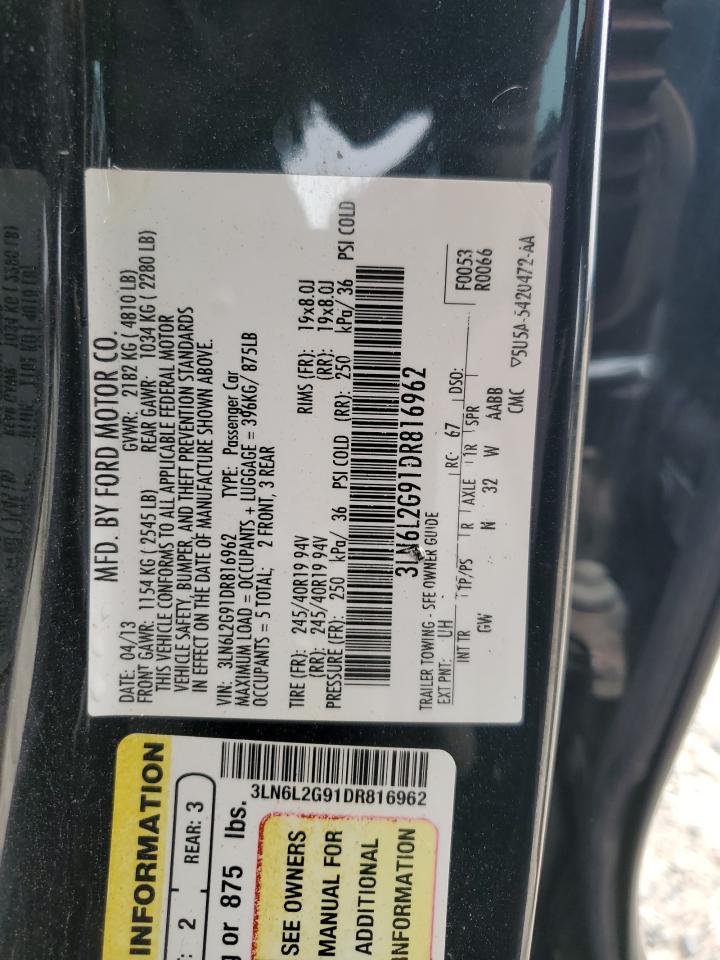 MFD. BY FORD MOTOR CO.
DATE: 04/13 GVWR: 2182 KG ( 4810 LB)
FRONT GAWR: 1154 KG ( 2545 LB) REAR GAWR: 1034 KG ( 2280 LB)
THIS VEHICLE CONFORMS TO ALL APPLICABLE FEDERAL MOTOR
VEHICLE SAFETY, BUMPER, AND THEFT PREVENTION STANDARDS
IN EFFECT ON THE DATE OF MANUFACTURE SHOWN ABOVE.
VIN: 3LN6L2G91DR816962 TYPE: Passenger Car
MAXIMUM LOAD = OCCUPANTS + LUGGAGE = 396KG/ 875LB
OCCUPANTS = 5 TOTAL; 2 FRONT, 3 REAR
TIRE (FR): 245/40R19 94V RIMS (FR): 19x8.0J
(RR): 245/40R19 94V (RR): 19x8.0J
PRESSURE (FR): 250 kPa/ 36 PSI COLD (RR): 250 kPa/ 36 PSI COLD
3LN6L2G91DR816962
TRAILER TOWING - SEE OWNER GUIDE
EXT PNT: UH RC: 67 DSO:
F0053
R0066
INT TR TP/PS R AXLE TR SPR
GW N 32 W AABB
CMC
▽5U5A-5420472-AA
3LN6L2G91DR816962
INFORMATION
: 2 REAR: 3
g or 875 lbs.
SEE OWNERS
MANUAL FOR
ADDITIONAL
INFORMATION